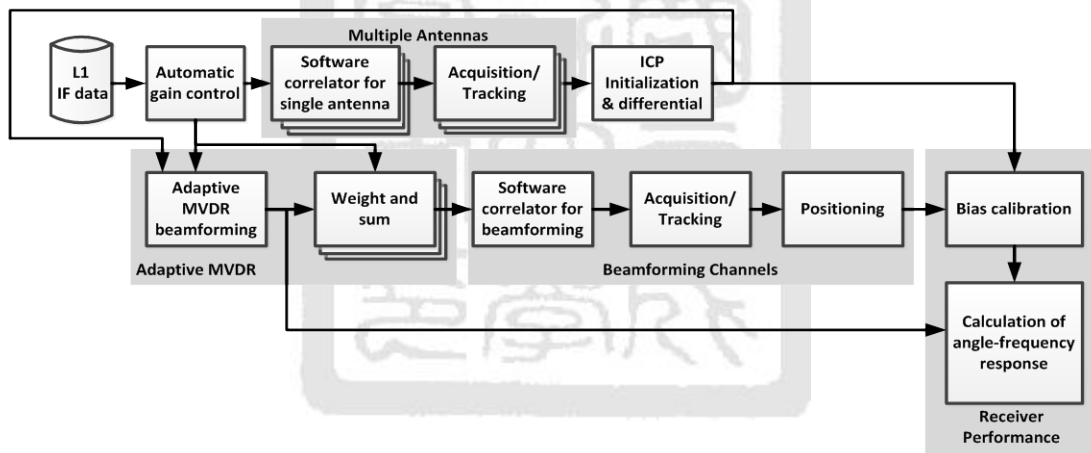 Multiple Antennas
L1
IF data
Automatic
gain control
Software
correlator for
single antenna
Acquisition/
Tracking
ICP
Initialization
& differential
Adaptive
MVDR
beamforming
Weight and
sum
Adaptive MVDR
Software
correlator for
beamforming
Acquisition/
Tracking
Positioning
Beamforming Channels
Bias calibration
Calculation of
angle-frequency
response
Receiver
Performance